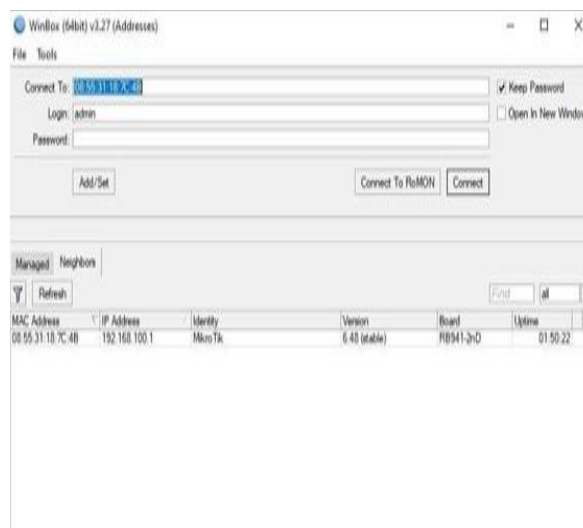 WinBox (64bit) v3.27 (Addresses)
File Tools
Connect To: 08:55:31:18:7C:4B
Keep Password
Login: admin
Open In New Window
Password:
Add/Set
Connect To RoMON
Connect
Managed Neighbors
Refresh
Find
all
MAC Address IP Address Identity Version Board Uptime
08:55:31:18:7C:4B 192.168.100.1 MikroTik 6.48 (stable) RB941-2nD 01:50:22